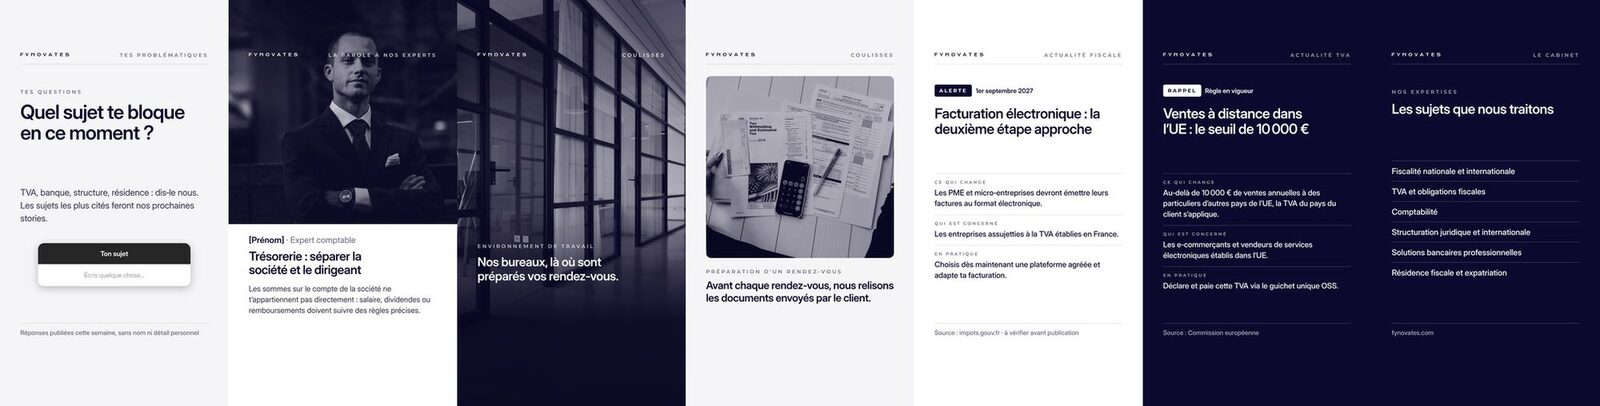 FYNOVATES
TES PROBLÉMATIQUES
TES QUESTIONS
Quel sujet te bloque
en ce moment ?
TVA, banque, structure, résidence : dis-le nous.
Les sujets les plus cités feront nos prochaines
stories.
Ton sujet
Écris quelque chose...
Réponses publiées cette semaine, sans nom ni détail personnel
FYNOVATES
LA PAROLE À NOS EXPERTS
[Prénom] · Expert comptable
Trésorerie : séparer la
société et le dirigeant
Les sommes sur le compte de la société ne
t’appartiennent pas directement : salaire, dividendes ou
remboursements doivent suivre des règles précises.
FYNOVATES
COULISSES
ENVIRONNEMENT DE TRAVAIL
Nos bureaux, là où sont
préparés vos rendez-vous.
FYNOVATES
COULISSES
Tax
Withholding
and Estimated
Tax
PRÉPARATION D’UN RENDEZ-VOUS
Avant chaque rendez-vous, nous relisons
les documents envoyés par le client.
FYNOVATES
ACTUALITÉ FISCALE
ALERTE
1er septembre 2027
Facturation électronique : la
deuxième étape approche
CE QUI CHANGE
Les PME et micro-entreprises devront émettre leurs
factures au format électronique.
QUI EST CONCERNÉ
Les entreprises assujetties à la TVA établies en France.
EN PRATIQUE
Choisis dès maintenant une plateforme agréée et
adapte ta facturation.
Source : impots.gouv.fr · à vérifier avant publication
FYNOVATES
ACTUALITÉ TVA
RAPPEL
Règle en vigueur
Ventes à distance dans
l’UE : le seuil de 10 000 €
CE QUI CHANGE
Au-delà de 10 000 € de ventes annuelles à des
particuliers d’autres pays de l’UE, la TVA du pays du
client s’applique.
QUI EST CONCERNÉ
Les e-commerçants et vendeurs de services
électroniques établis dans l’UE.
EN PRATIQUE
Déclare et paie cette TVA via le guichet unique OSS.
Source : Commission européenne
FYNOVATES
LE CABINET
NOS EXPERTISES
Les sujets que nous traitons
Fiscalité nationale et internationale
TVA et obligations fiscales
Comptabilité
Structuration juridique et internationale
Solutions bancaires professionnelles
Résidence fiscale et expatriation
fynovates.com